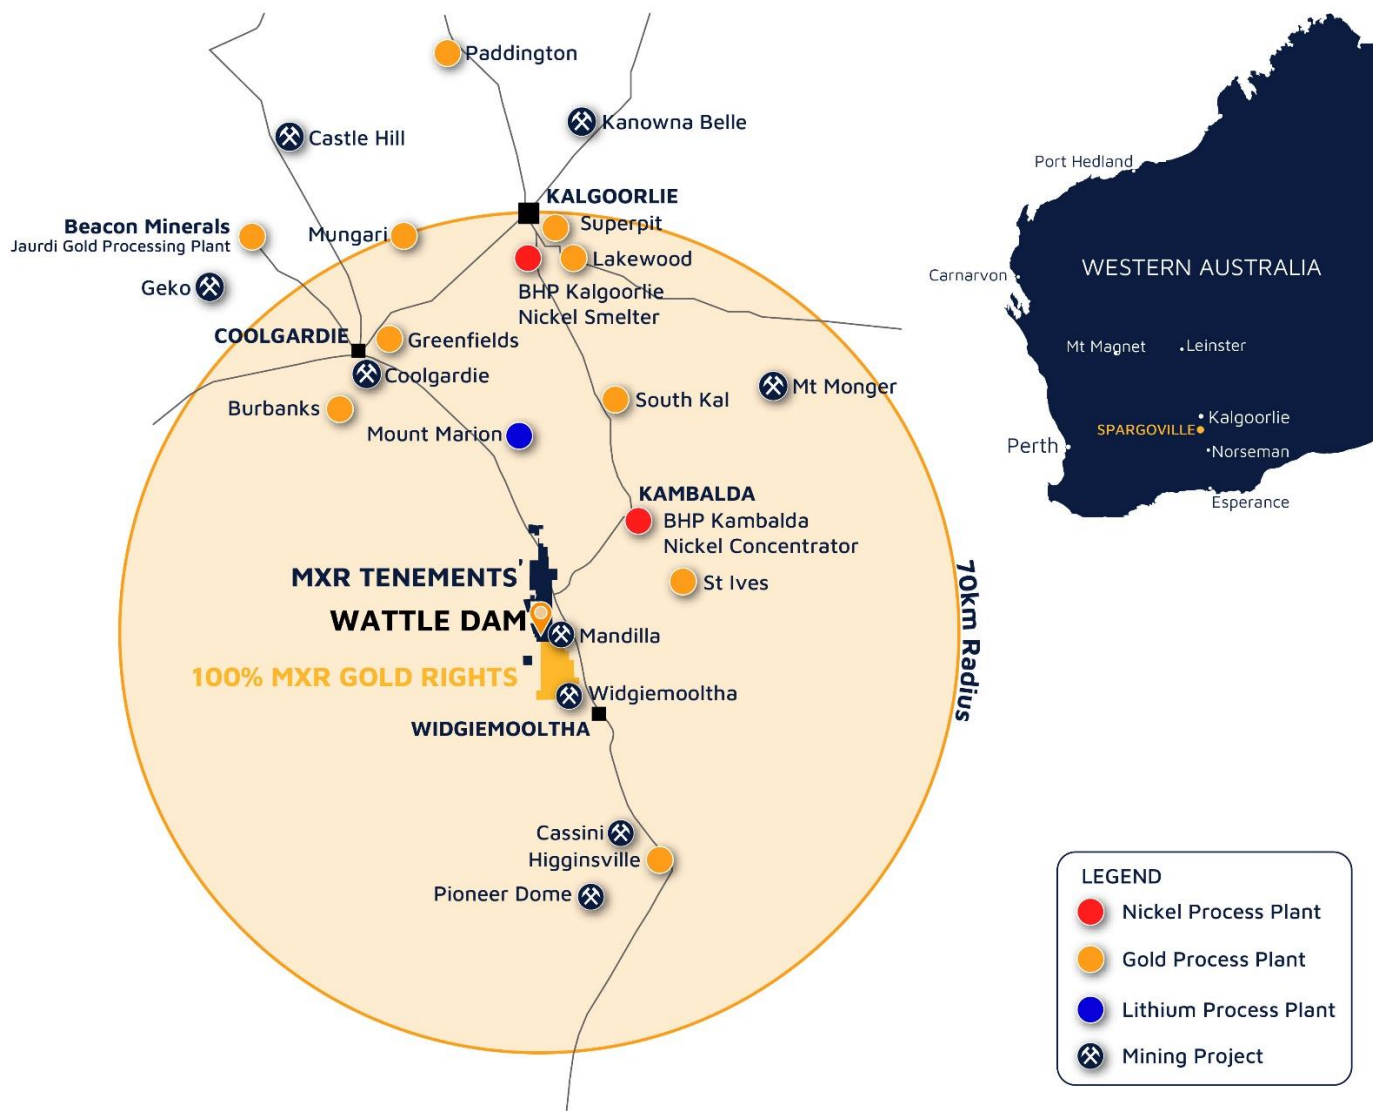 Paddington
Kanowna Belle
Castle Hill
KALGOORLIE
Superpit
Beacon Minerals
Jaurdi Gold Processing Plant
Mungari
Lakewood
Geko
BHP Kalgoorlie
Nickel Smelter
COOLGARDIE
Greenfields
Coolgardie
Mt Monger
Burbanks
South Kal
Mount Marion
KAMBALDA
BHP Kambalda
Nickel Concentrator
MXR TENEMENTS'
St Ives
WATTLE DAM
Mandilla
100% MXR GOLD RIGHTS
Widgiemooltha
WIDGIEMOOLTHA
70km Radius
Cassini
Higginsville
Pioneer Dome
Port Hedland
WESTERN AUSTRALIA
Carnarvon
Mt Magnet
Leinster
Kalgoorlie
SPARGOVILLE
Perth
Norseman
Esperance
LEGEND
Nickel Process Plant
Gold Process Plant
Lithium Process Plant
Mining Project